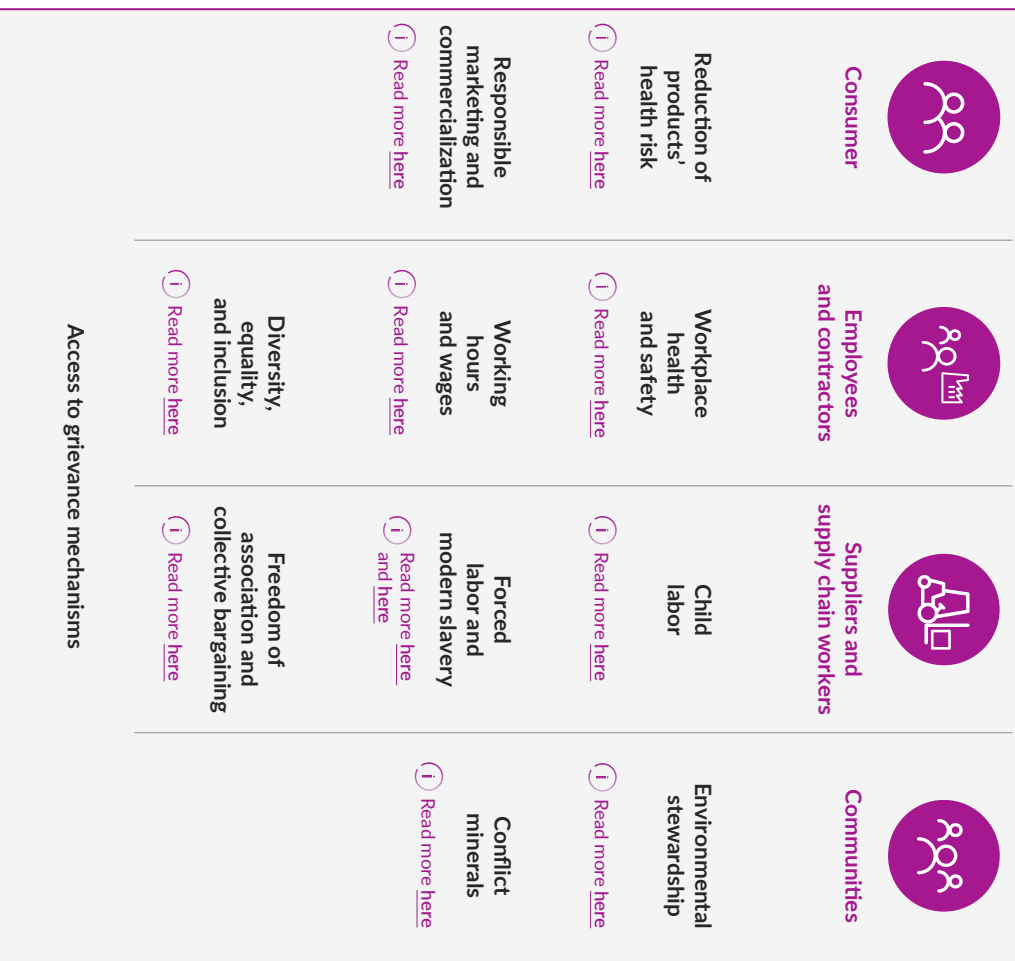 Consumer
Reduction of
products’
health risk
Read more here
Responsible
marketing and
commercialization
Read more here
Employees
and contractors
Workplace
health
and safety
Read more here
Working
hours
and wages
Read more here
Diversity,
equality,
and inclusion
Read more here
Suppliers and
supply chain workers
Child
labor
Read more here
Forced
labor and
modern slavery
Read more here
and here
Freedom of
association and
collective bargaining
Read more here
Communities
Environmental
stewardship
Read more here
Conflict
minerals
Read more here
Access to grievance mechanisms